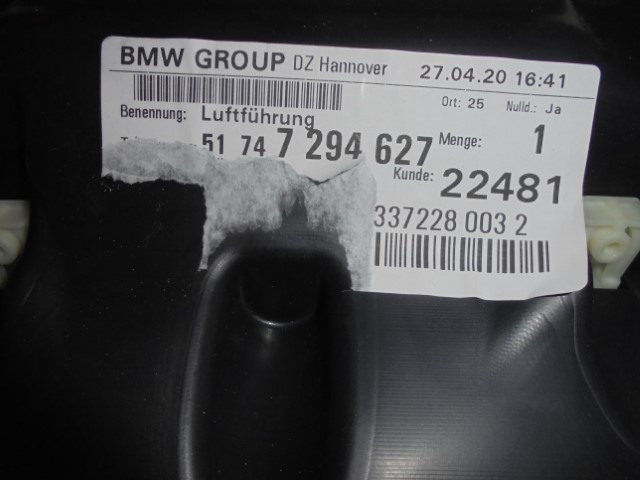 BMW GROUP DZ Hannover 27.04.20 16:41
Ort: 25 Nulld.: Ja
Benennung: Luftführung
51 74 7 294 627 Menge: 1
Kunde: 22481
337228 003 2